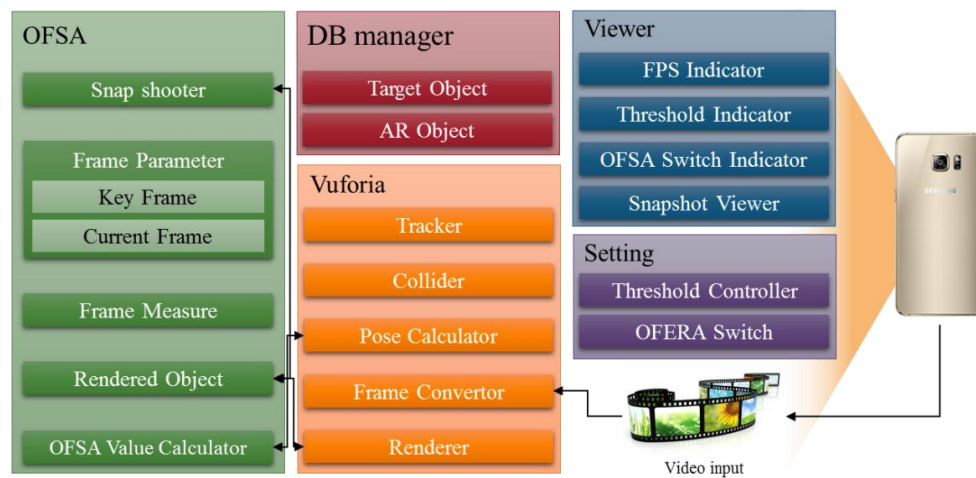 OFSA
Snap shooter
Frame Parameter
Key Frame
Current Frame
Frame Measure
Rendered Object
OFSA Value Calculator
DB manager
Target Object
AR Object
Vuforia
Tracker
Collider
Pose Calculator
Frame Convertor
Renderer
Viewer
FPS Indicator
Threshold Indicator
OFSA Switch Indicator
Snapshot Viewer
Setting
Threshold Controller
OFERA Switch
SAMSUNG
Video input